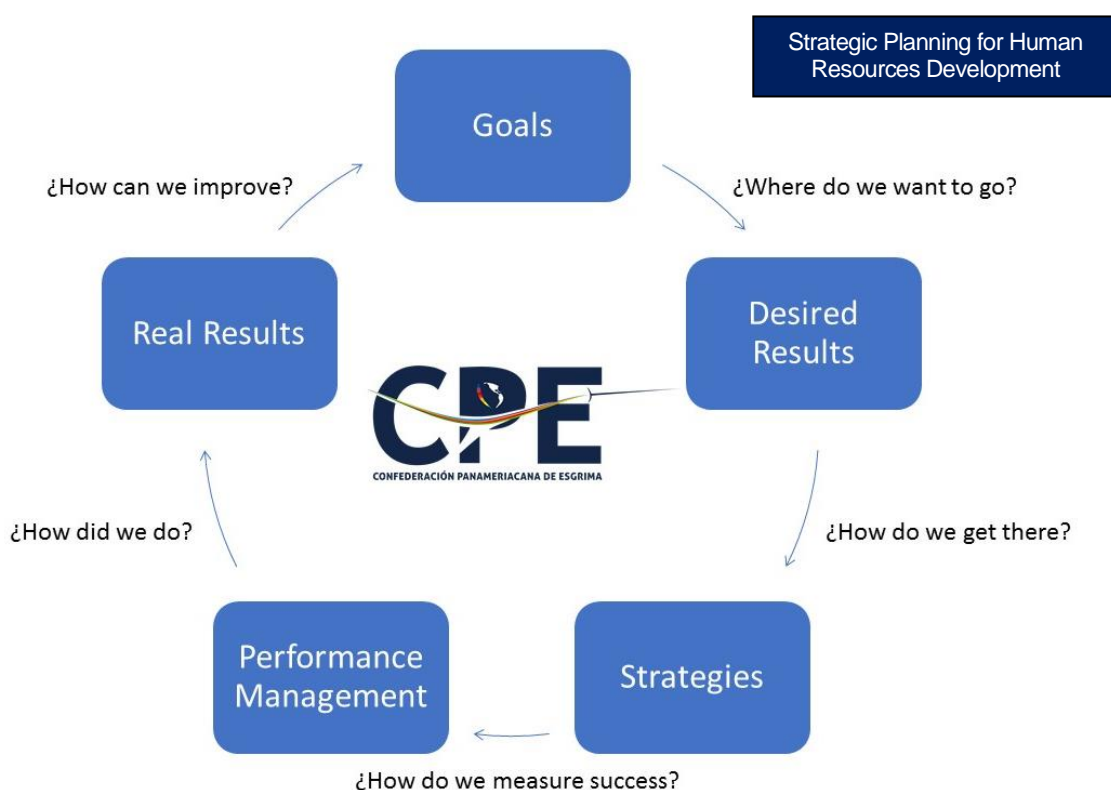 Strategic Planning for Human
Resources Development
Goals
¿How can we improve?
¿Where do we want to go?
Real Results
Desired
Results
CPE
CONFEDERACIÓN PANAMERICANA DE ESGRIMA
¿How did we do?
¿How do we get there?
Performance
Management
Strategies
¿How do we measure success?